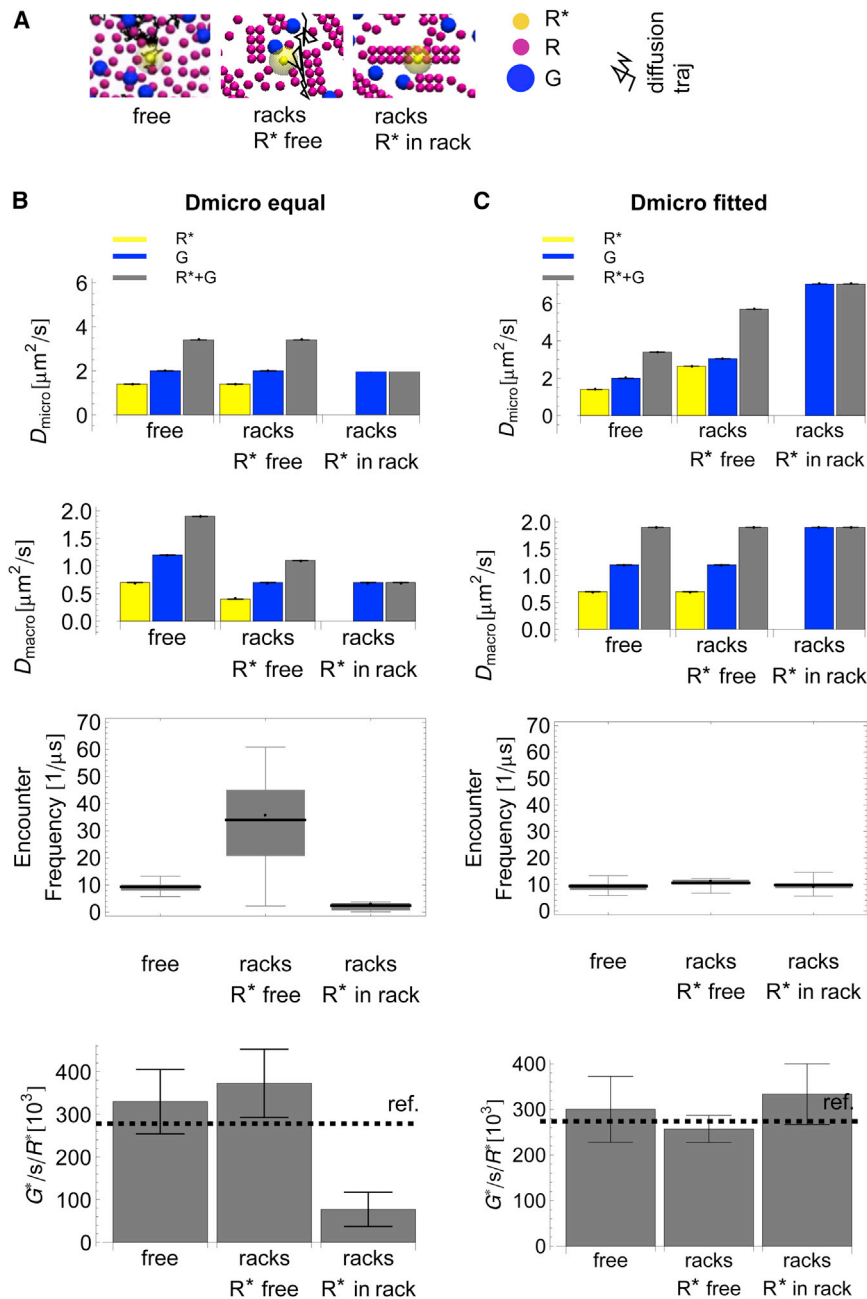 A
free
racks
R* free
racks
R* in rack
R*
R
G
diffusion
traj
B
Dmicro equal
R*
G
R*+G
6
4
2
0
Dmicro [μm²/s]
free
racks
R* free
racks
R* in rack
2.0
1.5
1.0
0.5
0.0
Dmacro [μm²/s]
free
racks
R* free
racks
R* in rack
70
60
50
40
30
20
10
0
Encounter
Frequency [1/μs]
free
racks
R* free
racks
R* in rack
400
300
200
100
0
G*/s/R* [10³]
ref.
free
racks
R* free
racks
R* in rack
C
Dmicro fitted
R*
G
R*+G
6
4
2
0
Dmicro [μm²/s]
free
racks
R* free
racks
R* in rack
2.0
1.5
1.0
0.5
0.0
Dmacro [μm²/s]
free
racks
R* free
racks
R* in rack
70
60
50
40
30
20
10
0
Encounter
Frequency [1/μs]
free
racks
R* free
racks
R* in rack
400
300
200
100
0
G*/s/R* [10³]
ref.
free
racks
R* free
racks
R* in rack